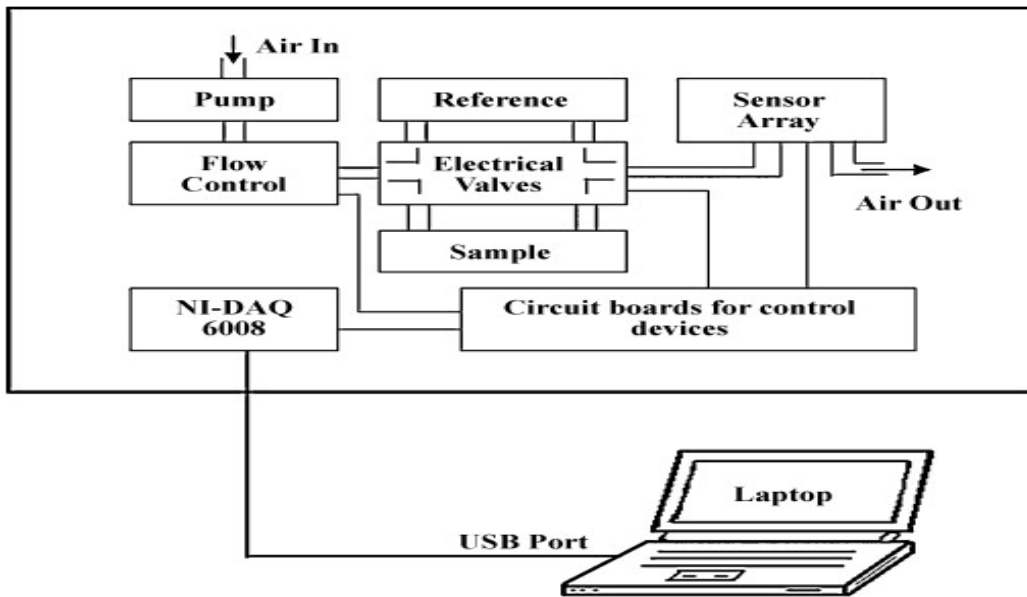 Air In
Pump
Reference
Sensor
Array
Flow
Control
Electrical
Valves
Air Out
Sample
NI-DAQ
6008
Circuit boards for control
devices
Laptop
USB Port